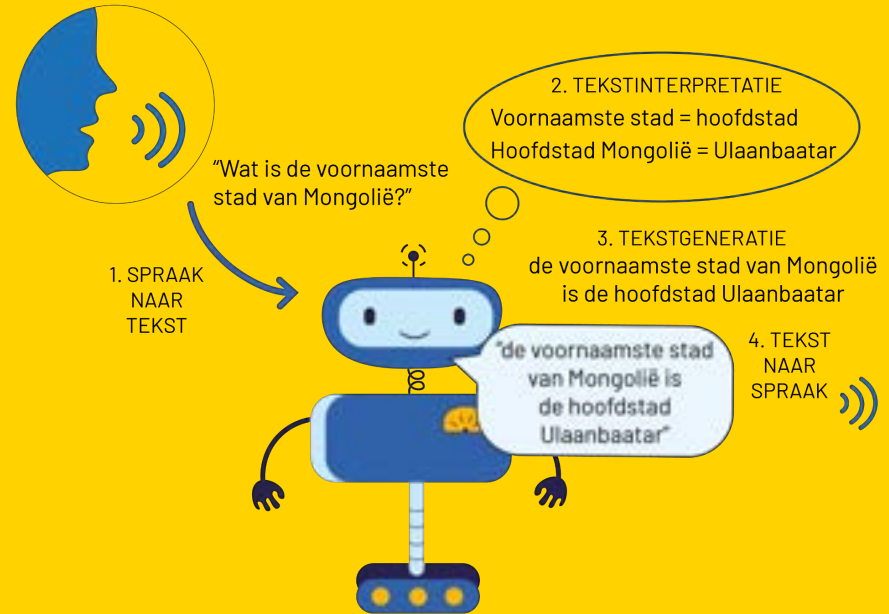 "Wat is de voornaamste
stad van Mongolië?"
1. SPRAAK
NAAR
TEKST
2. TEKSTINTERPRETATIE
Voornaamste stad = hoofdstad
Hoofdstad Mongolië = Ulaanbaatar
3. TEKSTGENERATIE
de voornaamste stad van Mongolië
is de hoofdstad Ulaanbaatar
"de voornaamste stad
van Mongolië is
de hoofdstad
Ulaanbaatar"
4. TEKST
NAAR
SPRAAK